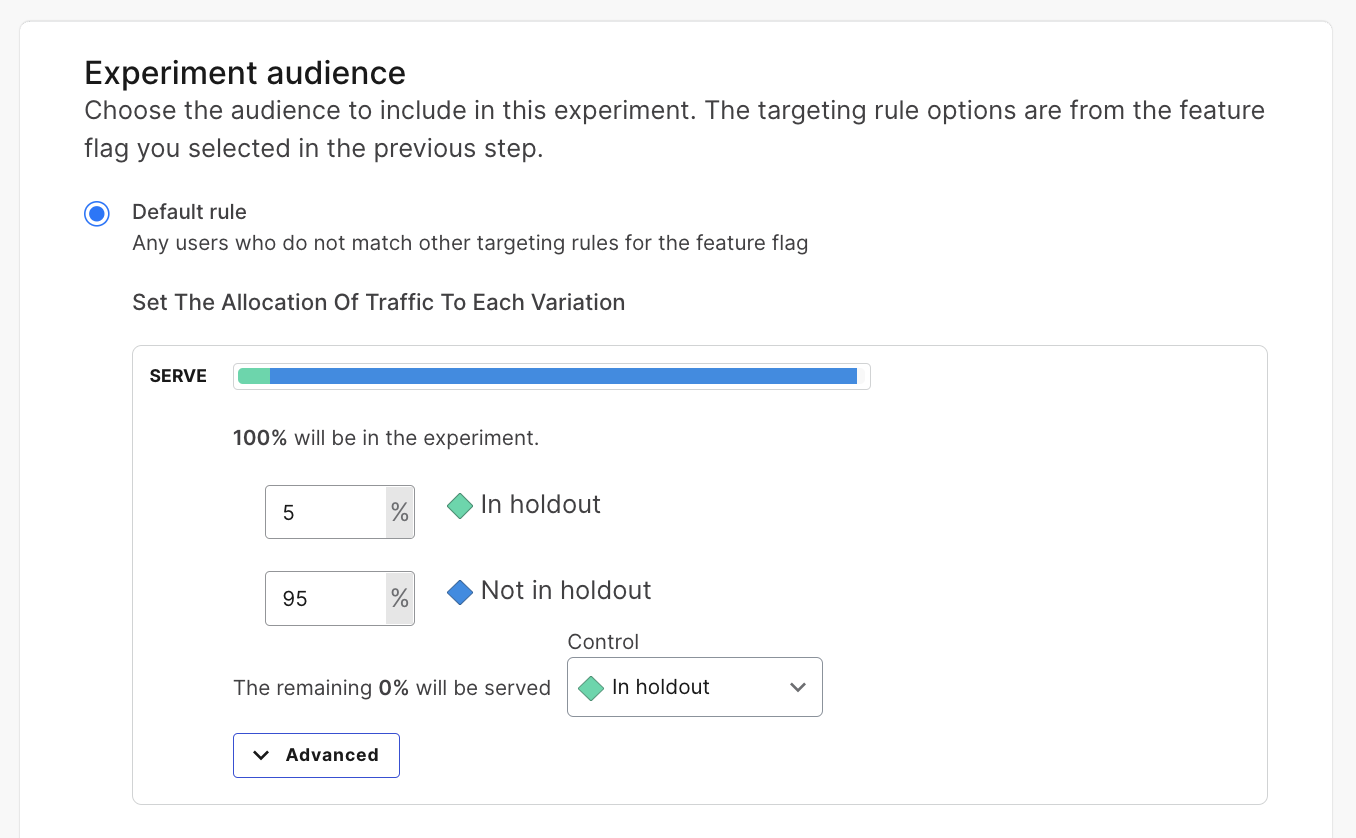 Experiment audience
Choose the audience to include in this experiment. The targeting rule options are from the feature
flag you selected in the previous step.
Default rule
Any users who do not match other targeting rules for the feature flag
Set The Allocation Of Traffic To Each Variation
SERVE
100% will be in the experiment.
5 % In holdout
95 % Not in holdout
Control
The remaining 0% will be served In holdout
Advanced